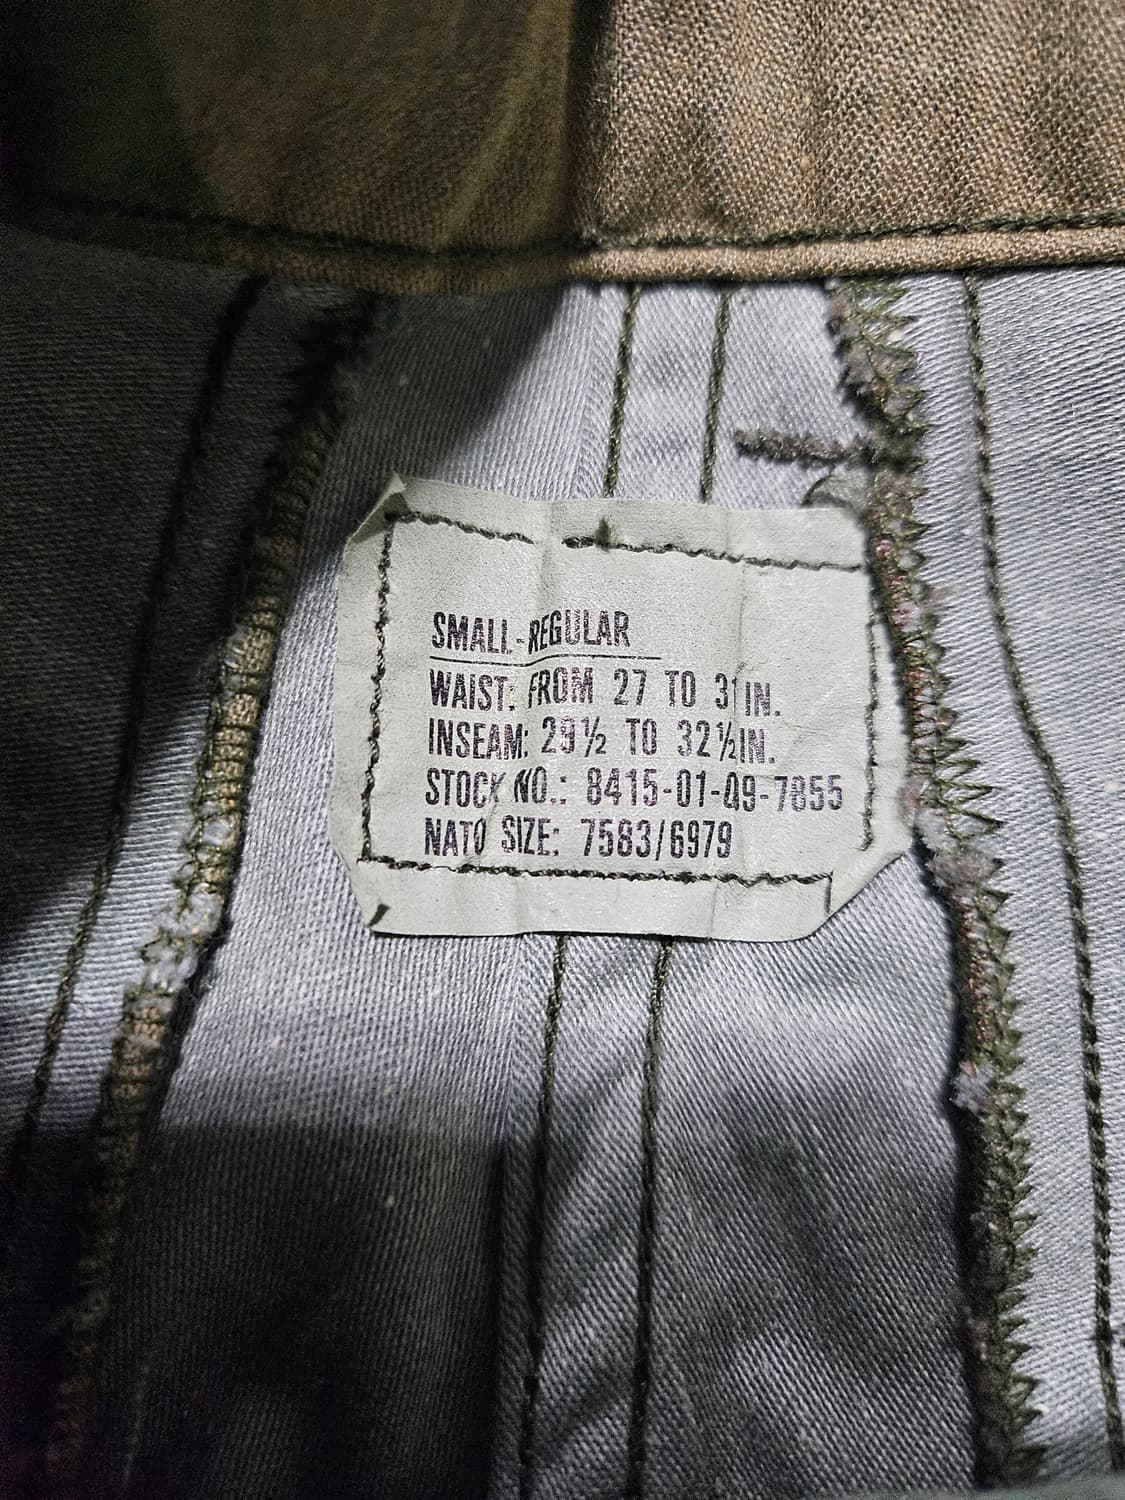 SMALL-REGULAR
WAIST: FROM 27 TO 31 IN.
INSEAM: 29½ TO 32½ IN.
STOCK NO.: 8415-01-09-7855
NATO SIZE: 7583/6979